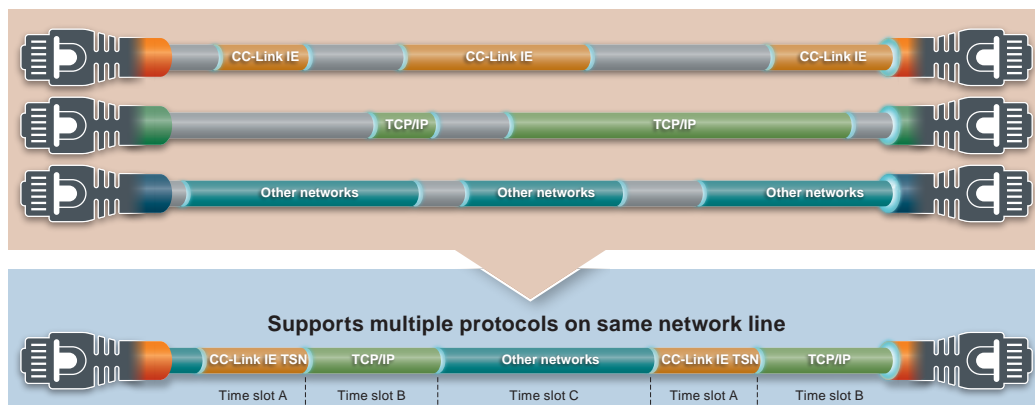 CC-Link IE CC-Link IE CC-Link IE
TCP/IP TCP/IP
Other networks Other networks Other networks
Supports multiple protocols on same network line
CC-Link IE TSN TCP/IP Other networks CC-Link IE TSN TCP/IP
Time slot A Time slot B Time slot C Time slot A Time slot B